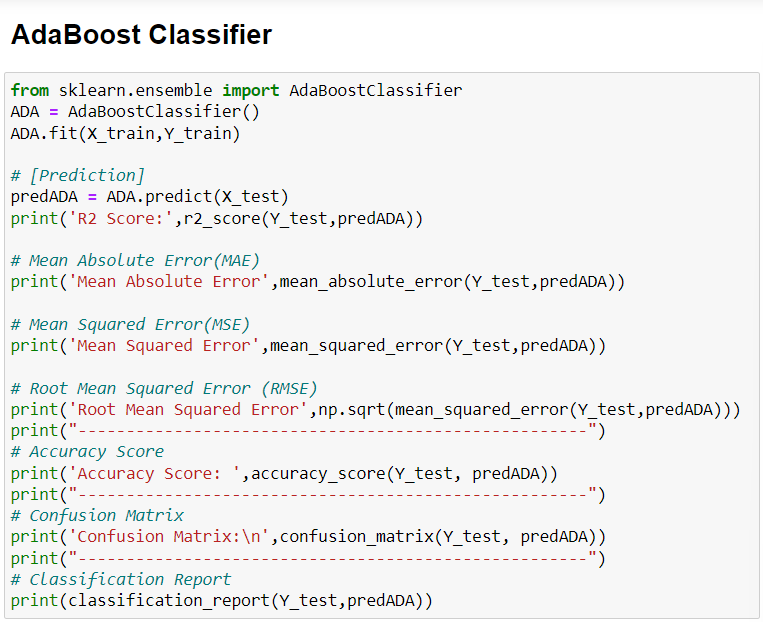 AdaBoost Classifier
from sklearn.ensemble import AdaBoostClassifier
ADA = AdaBoostClassifier()
ADA.fit(X_train,Y_train)
# [Prediction]
predADA = ADA.predict(X_test)
print('R2 Score:',r2_score(Y_test,predADA))
# Mean Absolute Error(MAE)
print('Mean Absolute Error',mean_absolute_error(Y_test,predADA))
# Mean Squared Error(MSE)
print('Mean Squared Error',mean_squared_error(Y_test,predADA))
# Root Mean Squared Error (RMSE)
print('Root Mean Squared Error',np.sqrt(mean_squared_error(Y_test,predADA)))
print("-----------------------------------------------------")
# Accuracy Score
print('Accuracy Score: ',accuracy_score(Y_test, predADA))
print("-----------------------------------------------------")
# Confusion Matrix
print('Confusion Matrix:\n',confusion_matrix(Y_test, predADA))
print("-----------------------------------------------------")
# Classification Report
print(classification_report(Y_test,predADA))